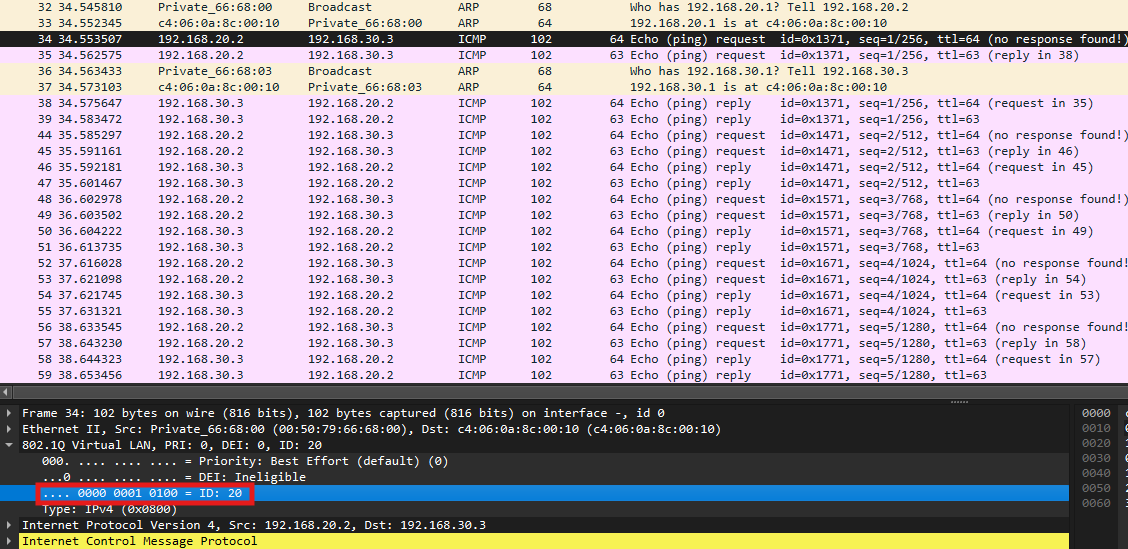 32 34.545810 Private_66:68:00 Broadcast ARP 68 Who has 192.168.20.1? Tell 192.168.20.2
33 34.552345 c4:06:0a:8c:00:10 Private_66:68:00 ARP 64 192.168.20.1 is at c4:06:0a:8c:00:10
34 34.553507 192.168.20.2 192.168.30.3 ICMP 102 64 Echo (ping) request id=0x1371, seq=1/256, ttl=64 (no response found!)
35 34.562575 192.168.20.2 192.168.30.3 ICMP 102 63 Echo (ping) request id=0x1371, seq=1/256, ttl=63 (reply in 38)
36 34.563433 Private_66:68:03 Broadcast ARP 68 Who has 192.168.30.1? Tell 192.168.30.3
37 34.573103 c4:06:0a:8c:00:10 Private_66:68:03 ARP 64 192.168.30.1 is at c4:06:0a:8c:00:10
38 34.575647 192.168.30.3 192.168.20.2 ICMP 102 64 Echo (ping) reply id=0x1371, seq=1/256, ttl=64 (request in 35)
39 34.583472 192.168.30.3 192.168.20.2 ICMP 102 63 Echo (ping) reply id=0x1371, seq=1/256, ttl=63
44 35.585297 192.168.20.2 192.168.30.3 ICMP 102 64 Echo (ping) request id=0x1471, seq=2/512, ttl=64 (no response found!)
45 35.591161 192.168.20.2 192.168.30.3 ICMP 102 63 Echo (ping) request id=0x1471, seq=2/512, ttl=63 (reply in 46)
46 35.592181 192.168.30.3 192.168.20.2 ICMP 102 64 Echo (ping) reply id=0x1471, seq=2/512, ttl=64 (request in 45)
47 35.601467 192.168.30.3 192.168.20.2 ICMP 102 63 Echo (ping) reply id=0x1471, seq=2/512, ttl=63
48 36.602978 192.168.20.2 192.168.30.3 ICMP 102 64 Echo (ping) request id=0x1571, seq=3/768, ttl=64 (no response found!)
49 36.603502 192.168.20.2 192.168.30.3 ICMP 102 63 Echo (ping) request id=0x1571, seq=3/768, ttl=63 (reply in 50)
50 36.604222 192.168.30.3 192.168.20.2 ICMP 102 64 Echo (ping) reply id=0x1571, seq=3/768, ttl=64 (request in 49)
51 36.613735 192.168.30.3 192.168.20.2 ICMP 102 63 Echo (ping) reply id=0x1571, seq=3/768, ttl=63
52 37.616028 192.168.20.2 192.168.30.3 ICMP 102 64 Echo (ping) request id=0x1671, seq=4/1024, ttl=64 (no response found!
53 37.621098 192.168.20.2 192.168.30.3 ICMP 102 63 Echo (ping) request id=0x1671, seq=4/1024, ttl=63 (reply in 54)
54 37.621745 192.168.30.3 192.168.20.2 ICMP 102 64 Echo (ping) reply id=0x1671, seq=4/1024, ttl=64 (request in 53)
55 37.631321 192.168.30.3 192.168.20.2 ICMP 102 63 Echo (ping) reply id=0x1671, seq=4/1024, ttl=63
56 38.633545 192.168.20.2 192.168.30.3 ICMP 102 64 Echo (ping) request id=0x1771, seq=5/1280, ttl=64 (no response found!
57 38.643230 192.168.20.2 192.168.30.3 ICMP 102 63 Echo (ping) request id=0x1771, seq=5/1280, ttl=63 (reply in 58)
58 38.644323 192.168.30.3 192.168.20.2 ICMP 102 64 Echo (ping) reply id=0x1771, seq=5/1280, ttl=64 (request in 57)
59 38.653456 192.168.30.3 192.168.20.2 ICMP 102 63 Echo (ping) reply id=0x1771, seq=5/1280, ttl=63
Frame 34: 102 bytes on wire (816 bits), 102 bytes captured (816 bits) on interface -, id 0
Ethernet II, Src: Private_66:68:00 (00:50:79:66:68:00), Dst: c4:06:0a:8c:00:10 (c4:06:0a:8c:00:10)
802.1Q Virtual LAN, PRI: 0, DEI: 0, ID: 20
000. .... .... .... = Priority: Best Effort (default) (0)
...0 .... .... .... = DEI: Ineligible
.... 0000 0001 0100 = ID: 20
Type: IPv4 (0x0800)
Internet Protocol Version 4, Src: 192.168.20.2, Dst: 192.168.30.3
Internet Control Message Protocol
0000
0010
0020
0030
0040
0050
0060